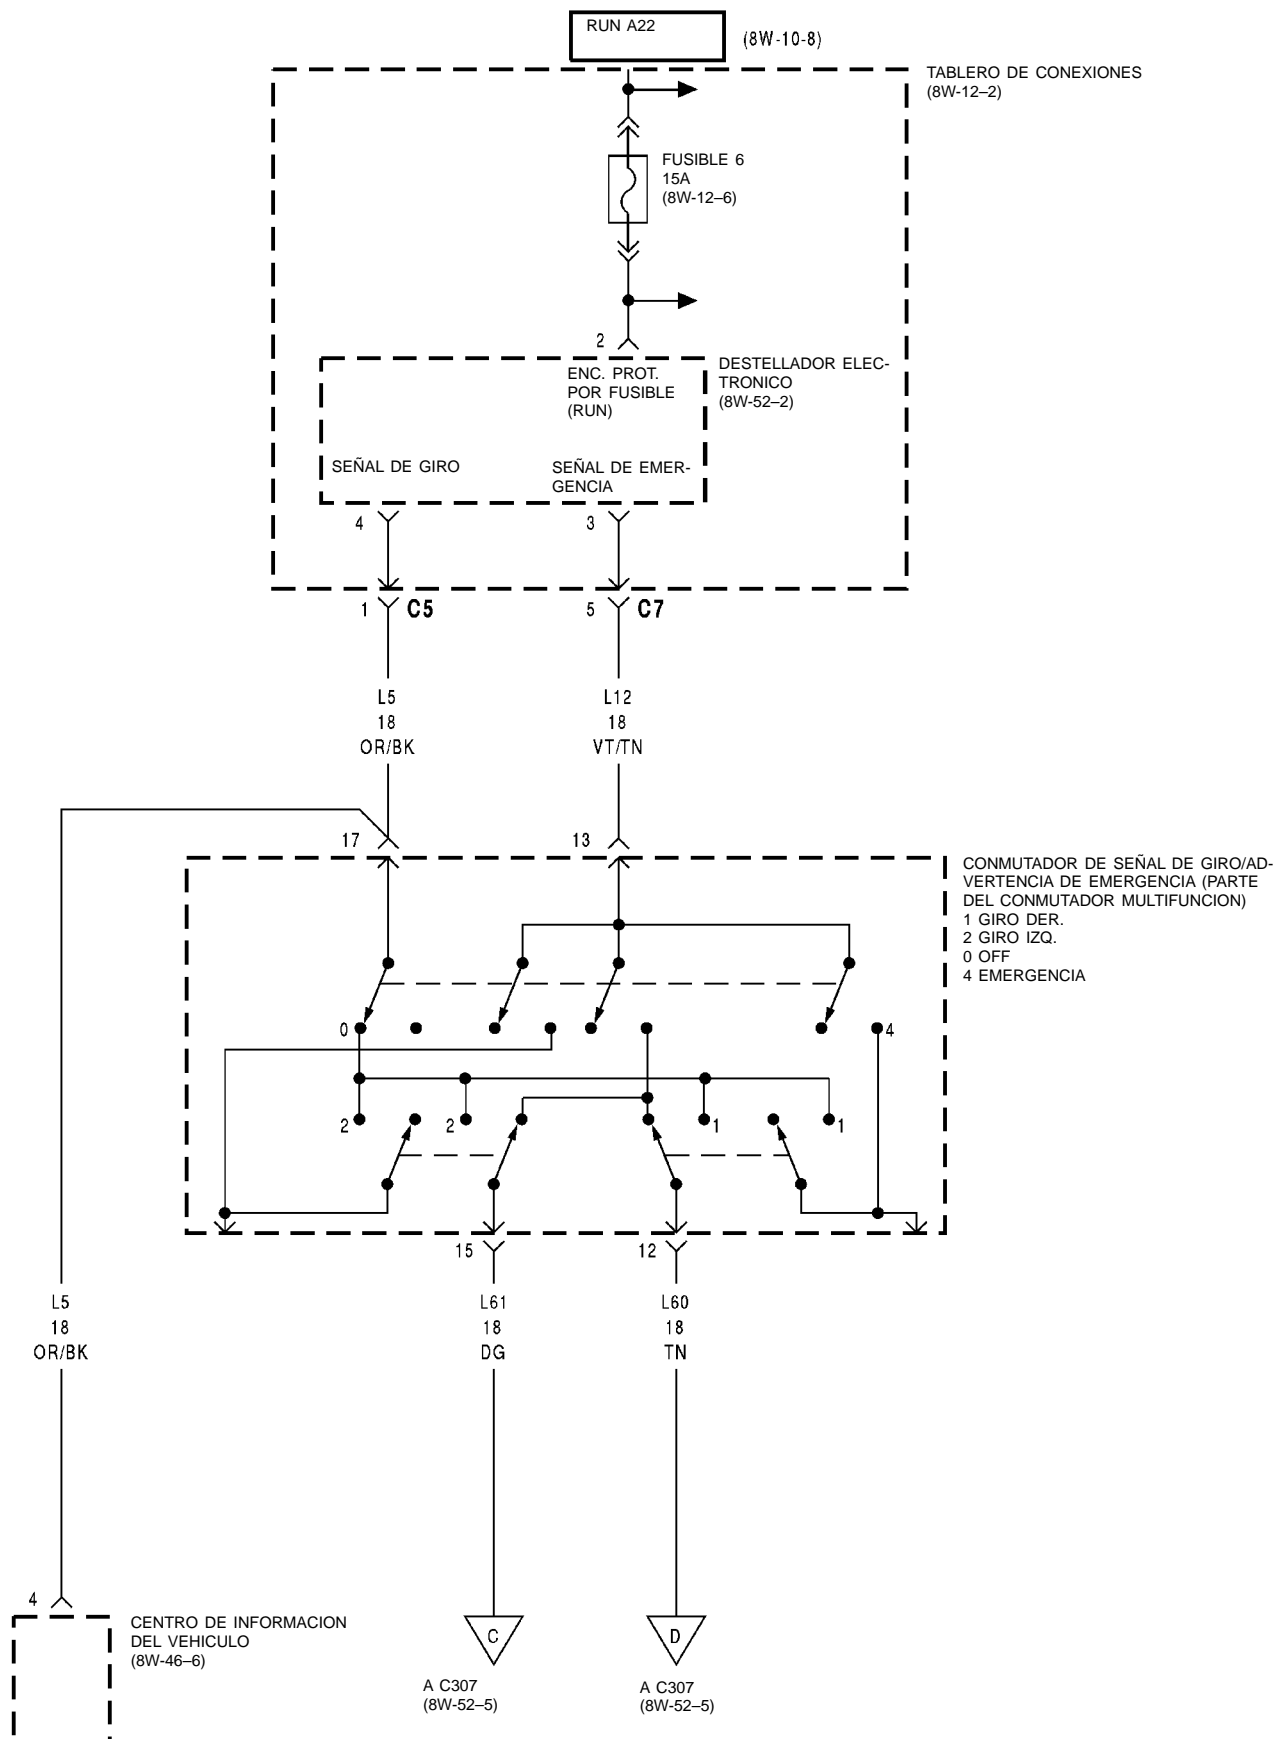 RUN A22
(8W-10-8)
TABLERO DE CONEXIONES
(8W-12–2)
FUSIBLE 6
15A
(8W-12–6)
2
ENC. PROT.
POR FUSIBLE
(RUN)
DESTELLADOR ELEC-
TRONICO
(8W-52–2)
SEÑAL DE GIRO
SEÑAL DE EMER-
GENCIA
4
3
1
C5
5
C7
L5
18
OR/BK
L12
18
VT/TN
17
13
CONMUTADOR DE SEÑAL DE GIRO/AD-
VERTENCIA DE EMERGENCIA (PARTE
DEL CONMUTADOR MULTIFUNCION)
1 GIRO DER.
2 GIRO IZQ.
0 OFF
4 EMERGENCIA
0
4
2
2
1
1
15
12
L5
18
OR/BK
L61
18
DG
L60
18
TN
4
CENTRO DE INFORMACION
DEL VEHICULO
(8W-46–6)
C
D
A C307
(8W-52–5)
A C307
(8W-52–5)